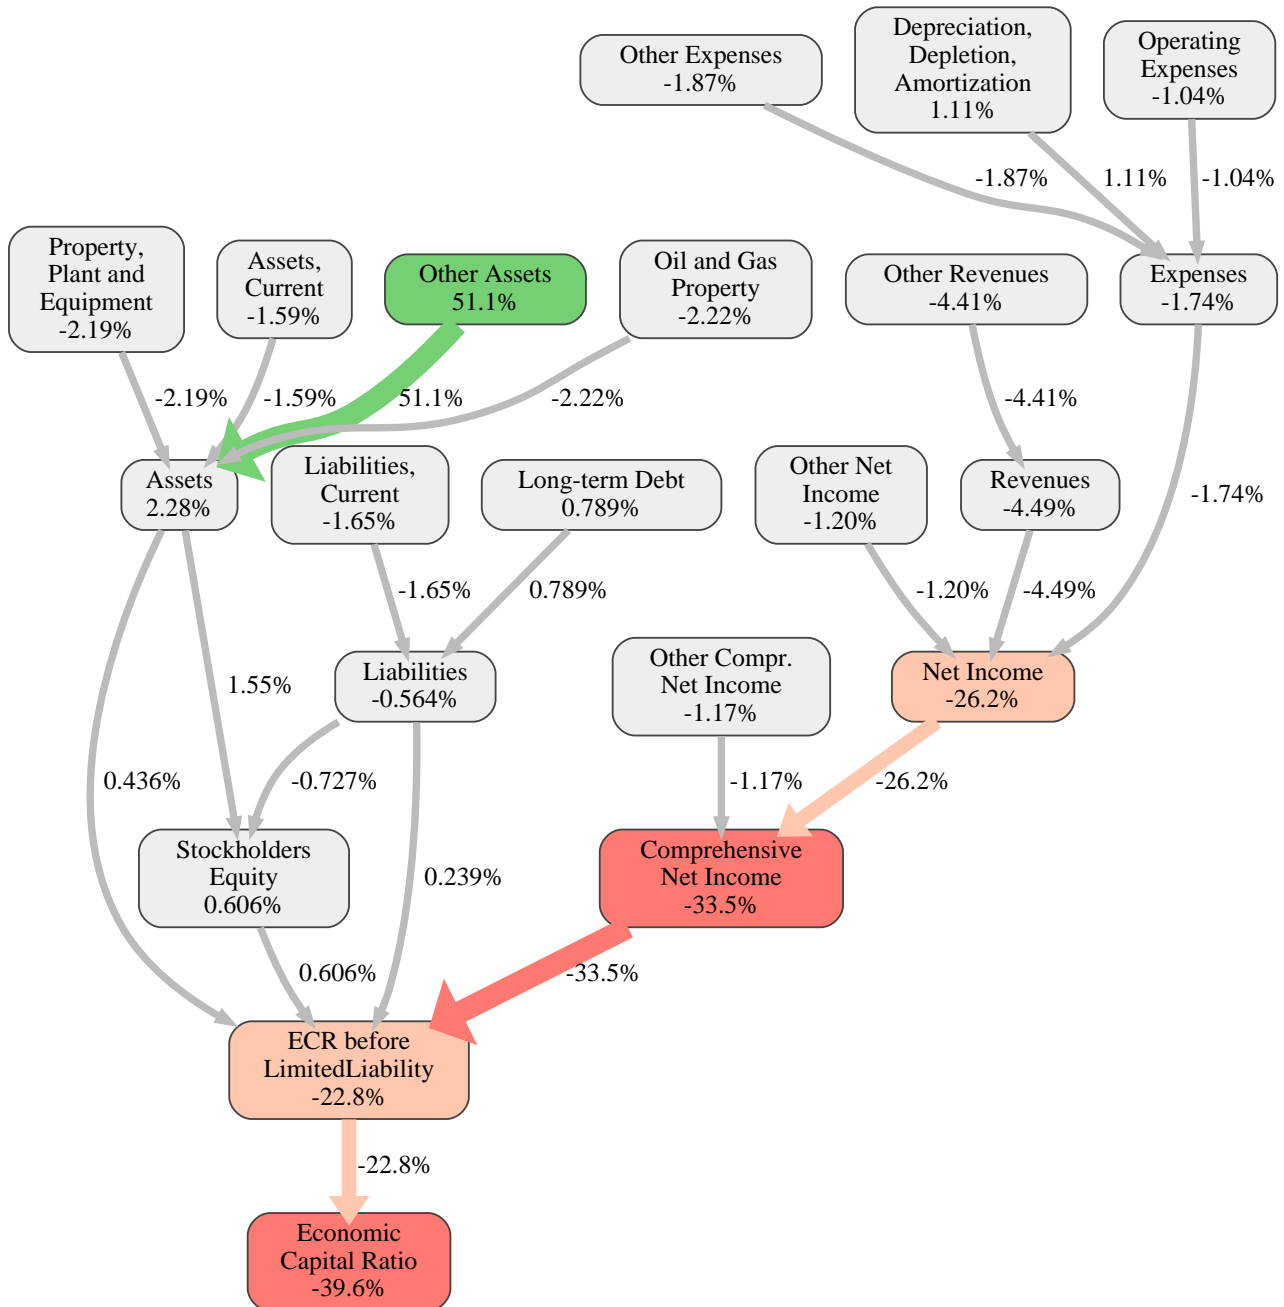 Other Expenses
-1.87%
Depreciation,
Depletion,
Amortization
1.11%
Operating
Expenses
-1.04%
-1.87%
1.11%
-1.04%
Property,
Plant and
Equipment
-2.19%
Assets,
Current
-1.59%
Other Assets
51.1%
Oil and Gas
Property
-2.22%
Other Revenues
-4.41%
Expenses
-1.74%
-2.19%
-1.59%
51.1%
-2.22%
-4.41%
Assets
2.28%
Liabilities,
Current
-1.65%
Long-term Debt
0.789%
Other Net
Income
-1.20%
Revenues
-4.49%
-1.74%
-1.65%
0.789%
-1.20%
-4.49%
1.55%
Liabilities
-0.564%
Other Compr.
Net Income
-1.17%
Net Income
-26.2%
0.436%
-0.727%
-1.17%
-26.2%
Stockholders
Equity
0.606%
0.239%
Comprehensive
Net Income
-33.5%
0.606%
-33.5%
ECR before
LimitedLiability
-22.8%
-22.8%
Economic
Capital Ratio
-39.6%